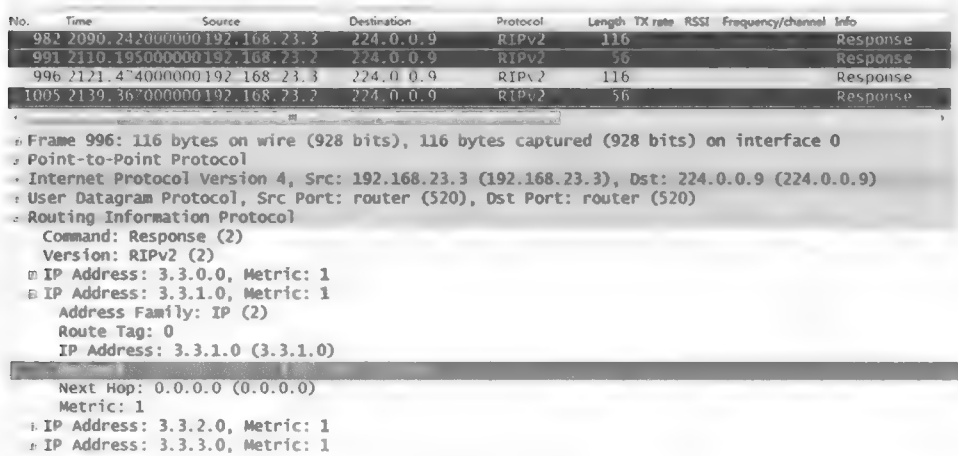 No. Time Source Destination Protocol Length TX rate RSSI Frequency/channel Info
982 2090.242000000 192.168.23.3 224.0.0.9 RIPv2 116 Response
991 2110.195000000 192.168.23.2 224.0.0.9 RIPv2 56 Response
996 2121.474000000 192.168.23.3 224.0.0.9 RIPv2 116 Response
1005 2139.367000000 192.168.23.2 224.0.0.9 RIPv2 56 Response
Frame 996: 116 bytes on wire (928 bits), 116 bytes captured (928 bits) on interface 0
Point-to-Point Protocol
Internet Protocol Version 4, Src: 192.168.23.3 (192.168.23.3), Dst: 224.0.0.9 (224.0.0.9)
User Datagram Protocol, Src Port: router (520), Dst Port: router (520)
Routing Information Protocol
Command: Response (2)
Version: RIPv2 (2)
IP Address: 3.3.0.0, Metric: 1
IP Address: 3.3.1.0, Metric: 1
Address Family: IP (2)
Route Tag: 0
IP Address: 3.3.1.0 (3.3.1.0)
Next Hop: 0.0.0.0 (0.0.0.0)
Metric: 1
IP Address: 3.3.2.0, Metric: 1
IP Address: 3.3.3.0, Metric: 1